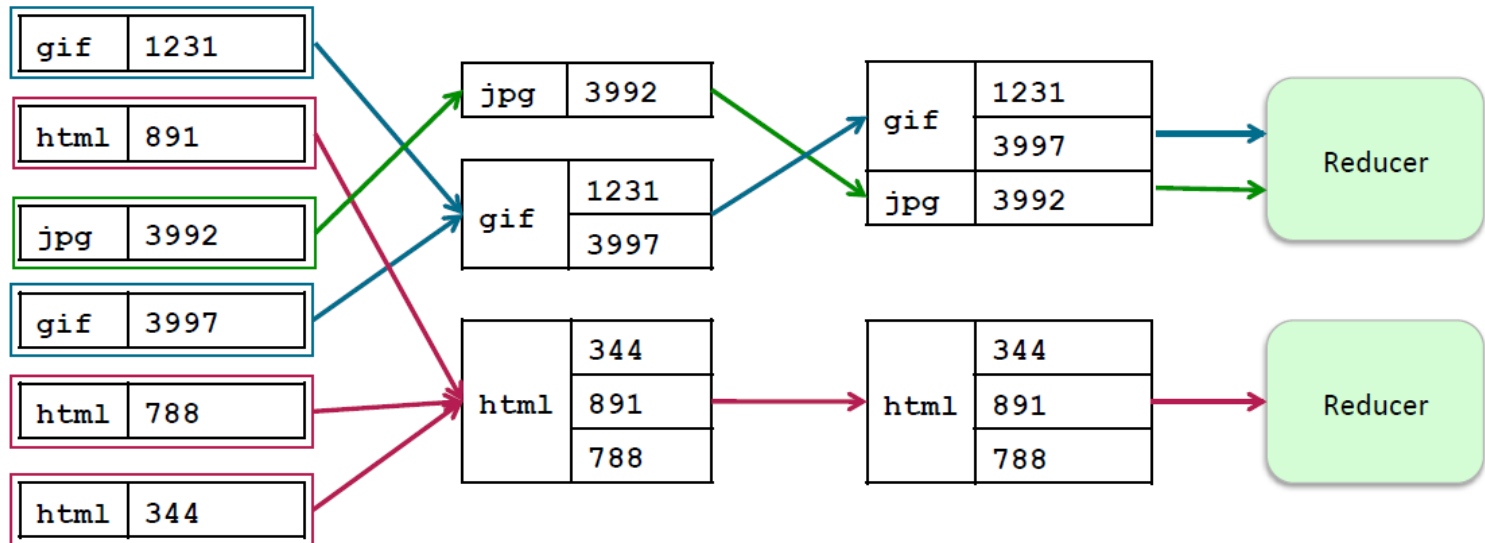 gif 1231
html 891
jpg 3992
gif 3997
html 788
html 344
jpg 3992
gif
1231
3997
html
344
891
788
gif
1231
3997
jpg 3992
html
344
891
788
Reducer
Reducer